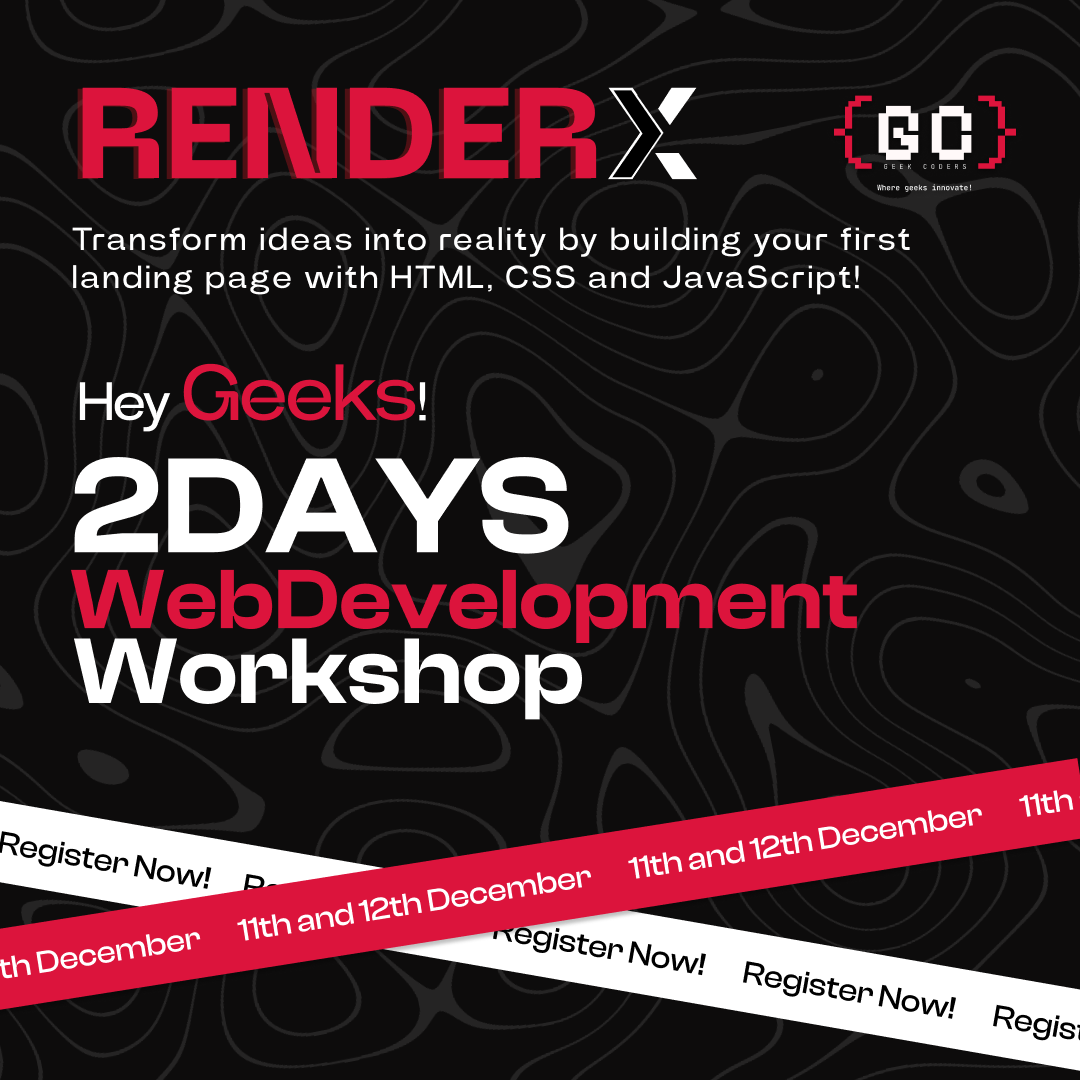 RENDERX
GC
GEEK CODERS
Where geeks innovate!
Transform ideas into reality by building your first
landing page with HTML, CSS and JavaScript!
Hey Geeks!
2DAYS
WebDevelopment
Workshop
Register Now! Re
th December 11th and 12th December 11th and 12th December 11th
Register Now! Register Now! Regist